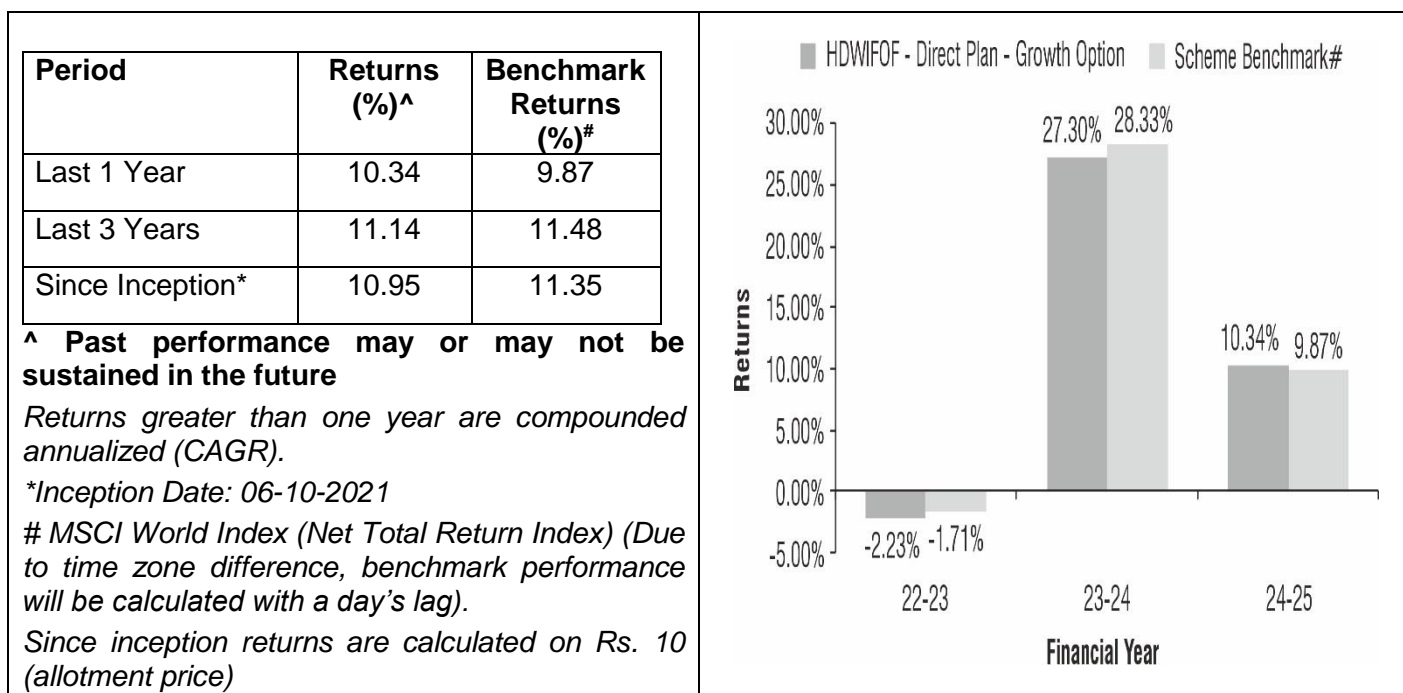 Period Returns (%)^ Benchmark Returns (%)#
Last 1 Year 10.34 9.87
Last 3 Years 11.14 11.48
Since Inception* 10.95 11.35
^ Past performance may or may not be
sustained in the future
Returns greater than one year are compounded
annualized (CAGR).
*Inception Date: 06-10-2021
# MSCI World Index (Net Total Return Index) (Due
to time zone difference, benchmark performance
will be calculated with a day's lag).
Since inception returns are calculated on Rs. 10
(allotment price)
HDWIFOF - Direct Plan - Growth Option Scheme Benchmark#
Returns
30.00%
25.00%
20.00%
15.00%
10.00%
5.00%
0.00%
-5.00%
-2.23% -1.71%
27.30% 28.33%
10.34% 9.87%
22-23 23-24 24-25
Financial Year